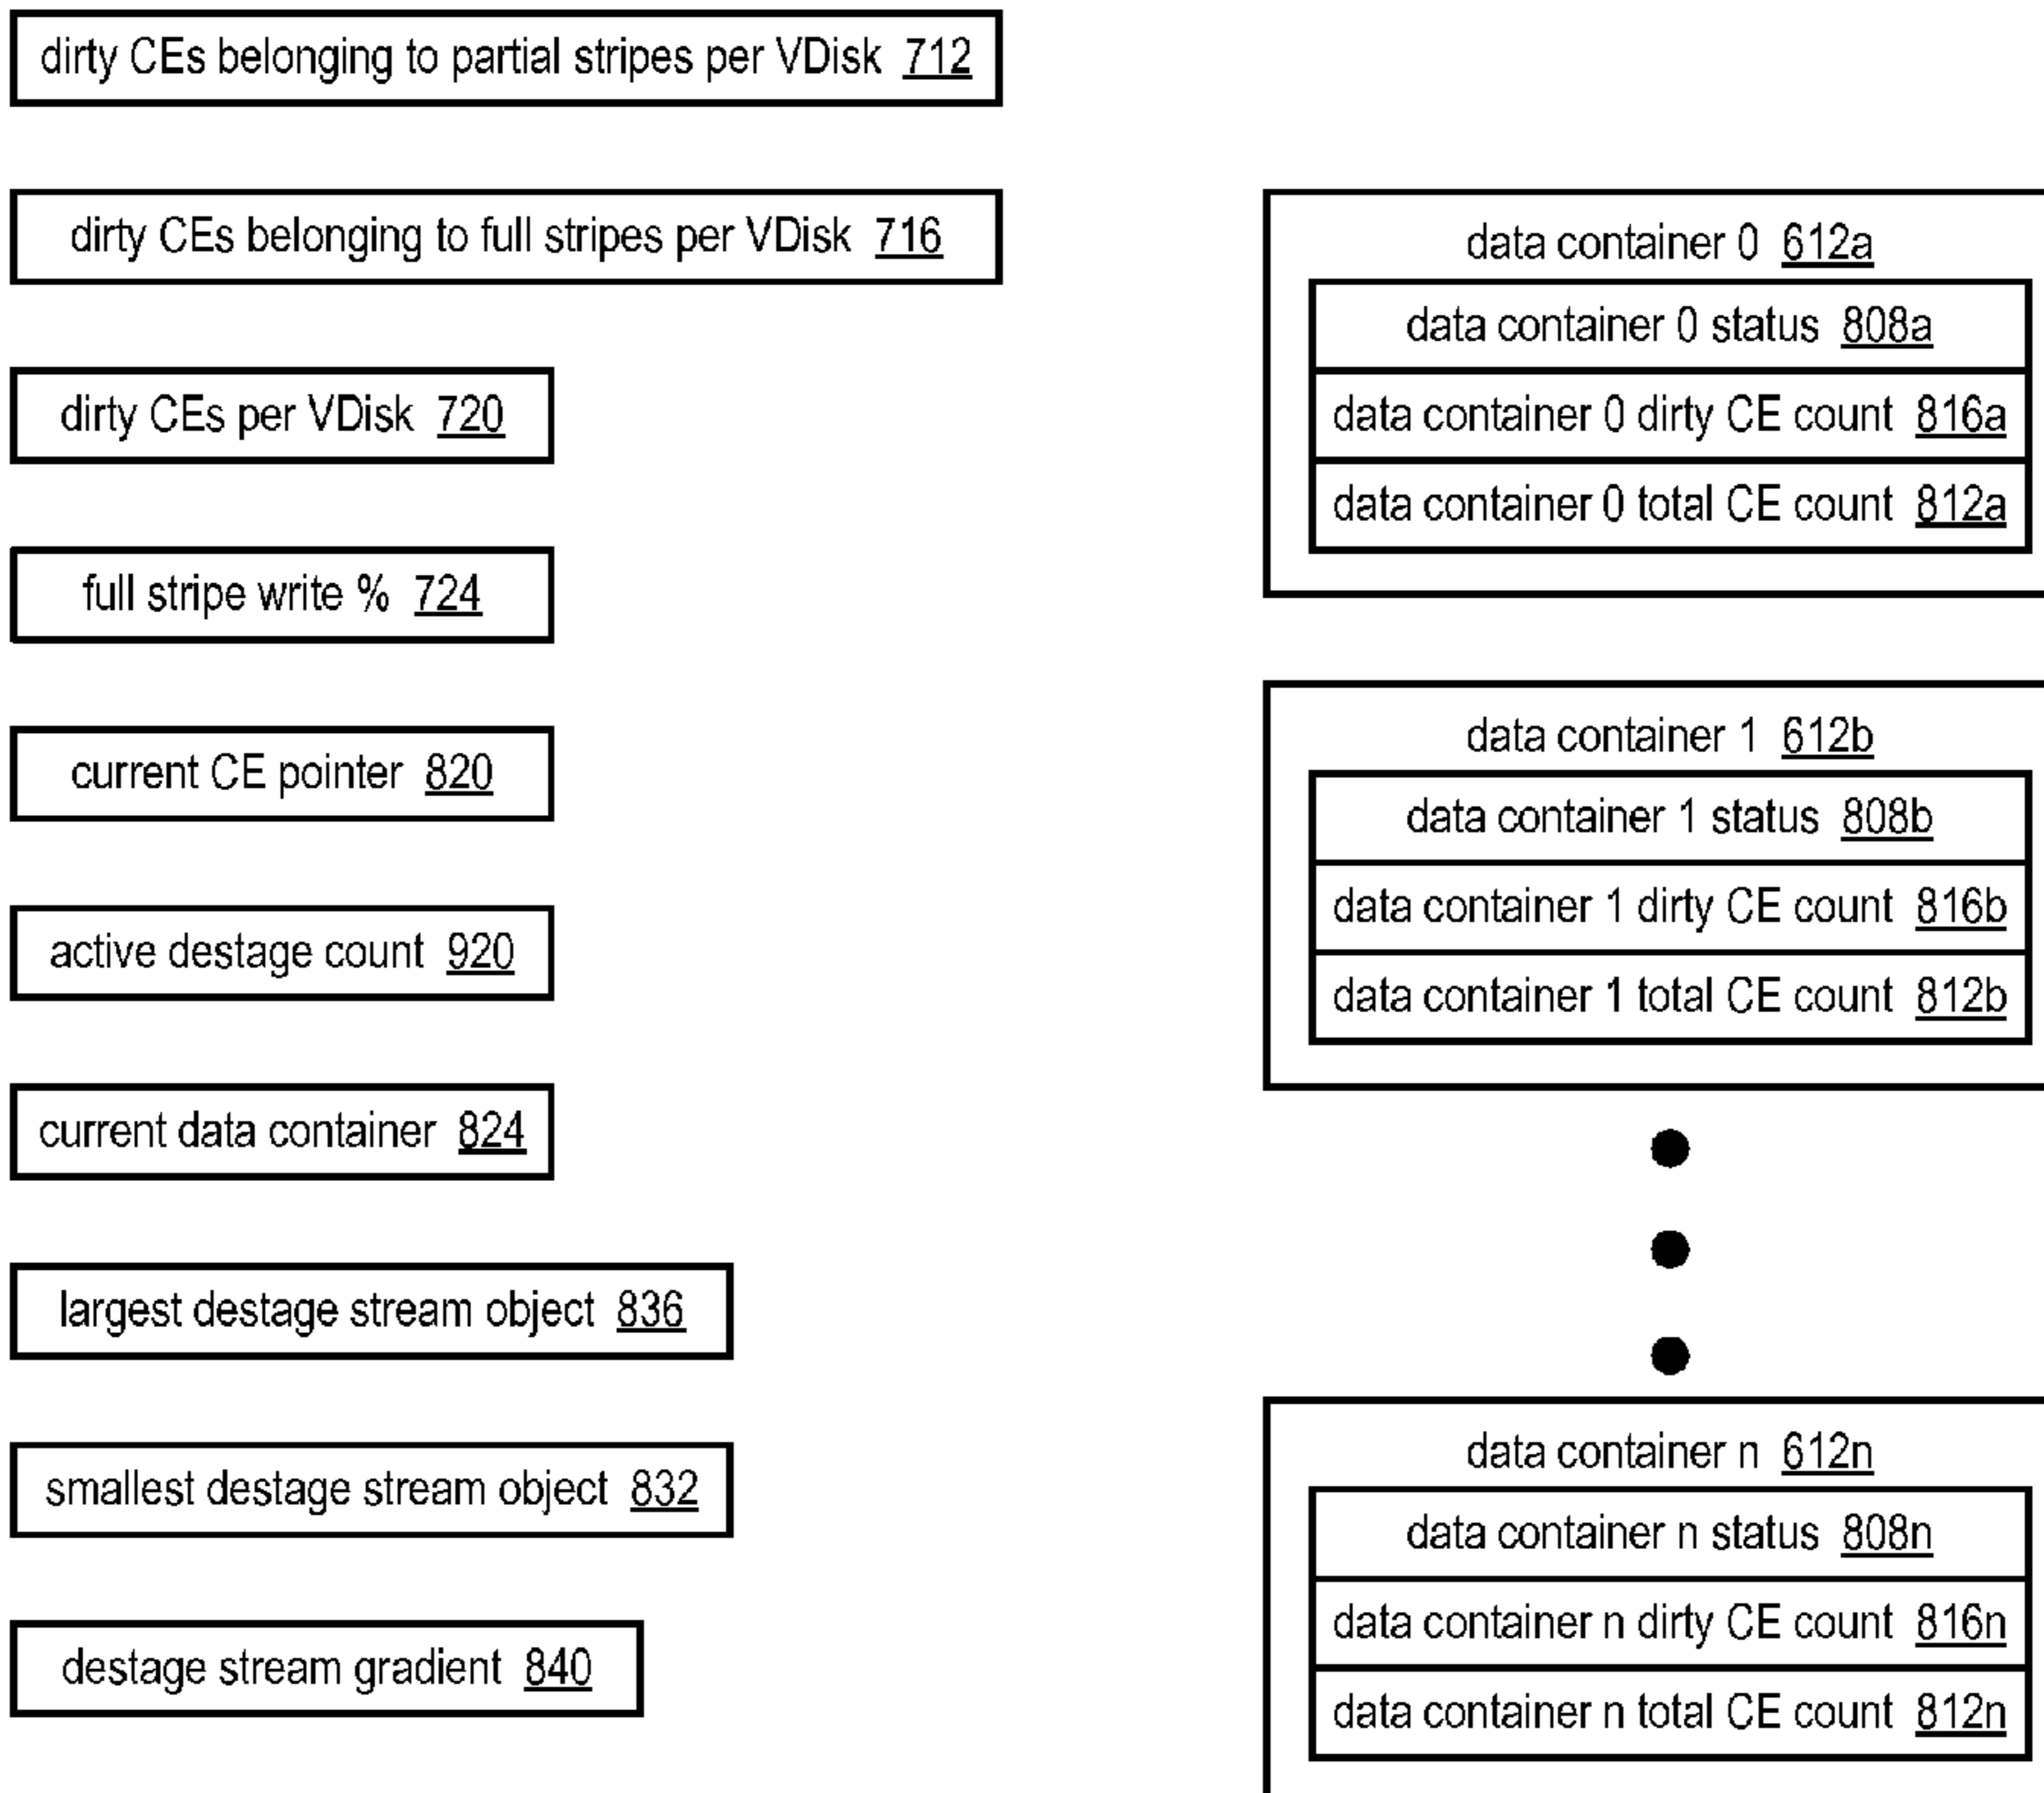 dirty CEs belonging to partial stripes per VDisk 712
dirty CEs belonging to full stripes per VDisk 716
dirty CEs per VDisk 720
full stripe write % 724
current CE pointer 820
active destage count 920
current data container 824
largest destage stream object 836
smallest destage stream object 832
destage stream gradient 840
data container 0 612a
data container 0 status 808a
data container 0 dirty CE count 816a
data container 0 total CE count 812a
data container 1 612b
data container 1 status 808b
data container 1 dirty CE count 816b
data container 1 total CE count 812b
data container n 612n
data container n status 808n
data container n dirty CE count 816n
data container n total CE count 812n